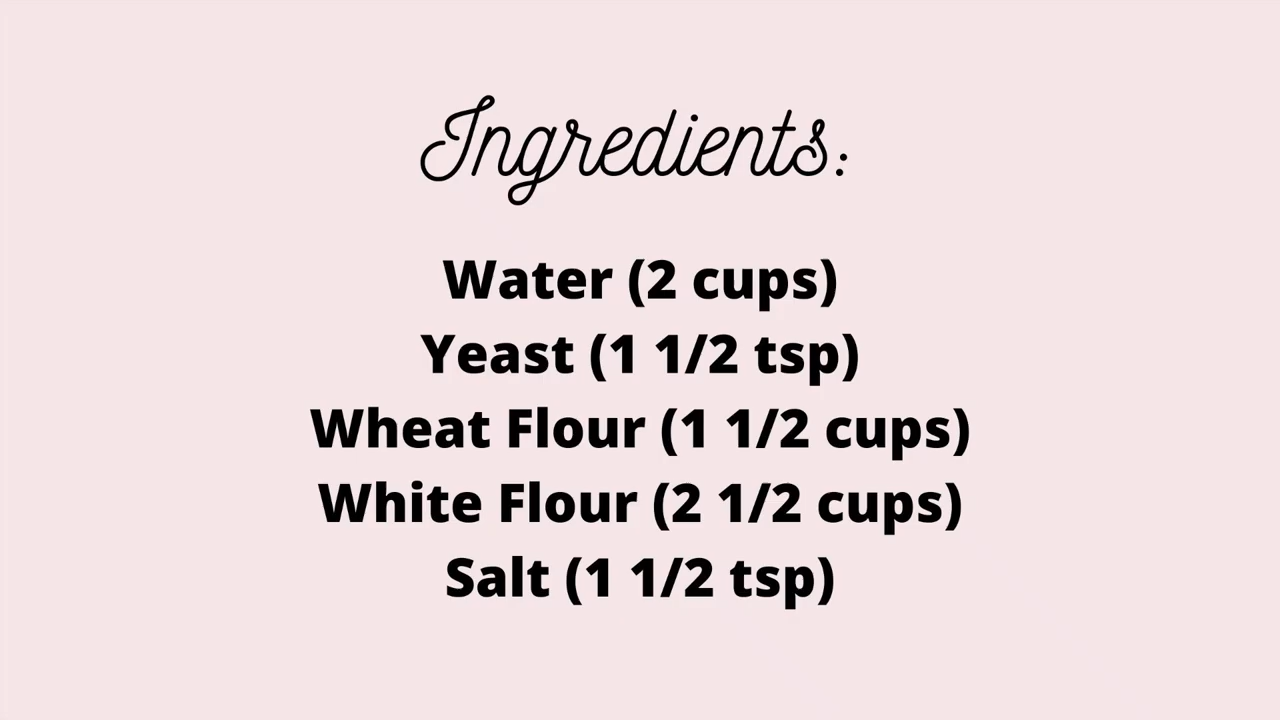 Ingredients:
Water (2 cups)
Yeast (1 1/2 tsp)
Wheat Flour (1 1/2 cups)
White Flour (2 1/2 cups)
Salt (1 1/2 tsp)